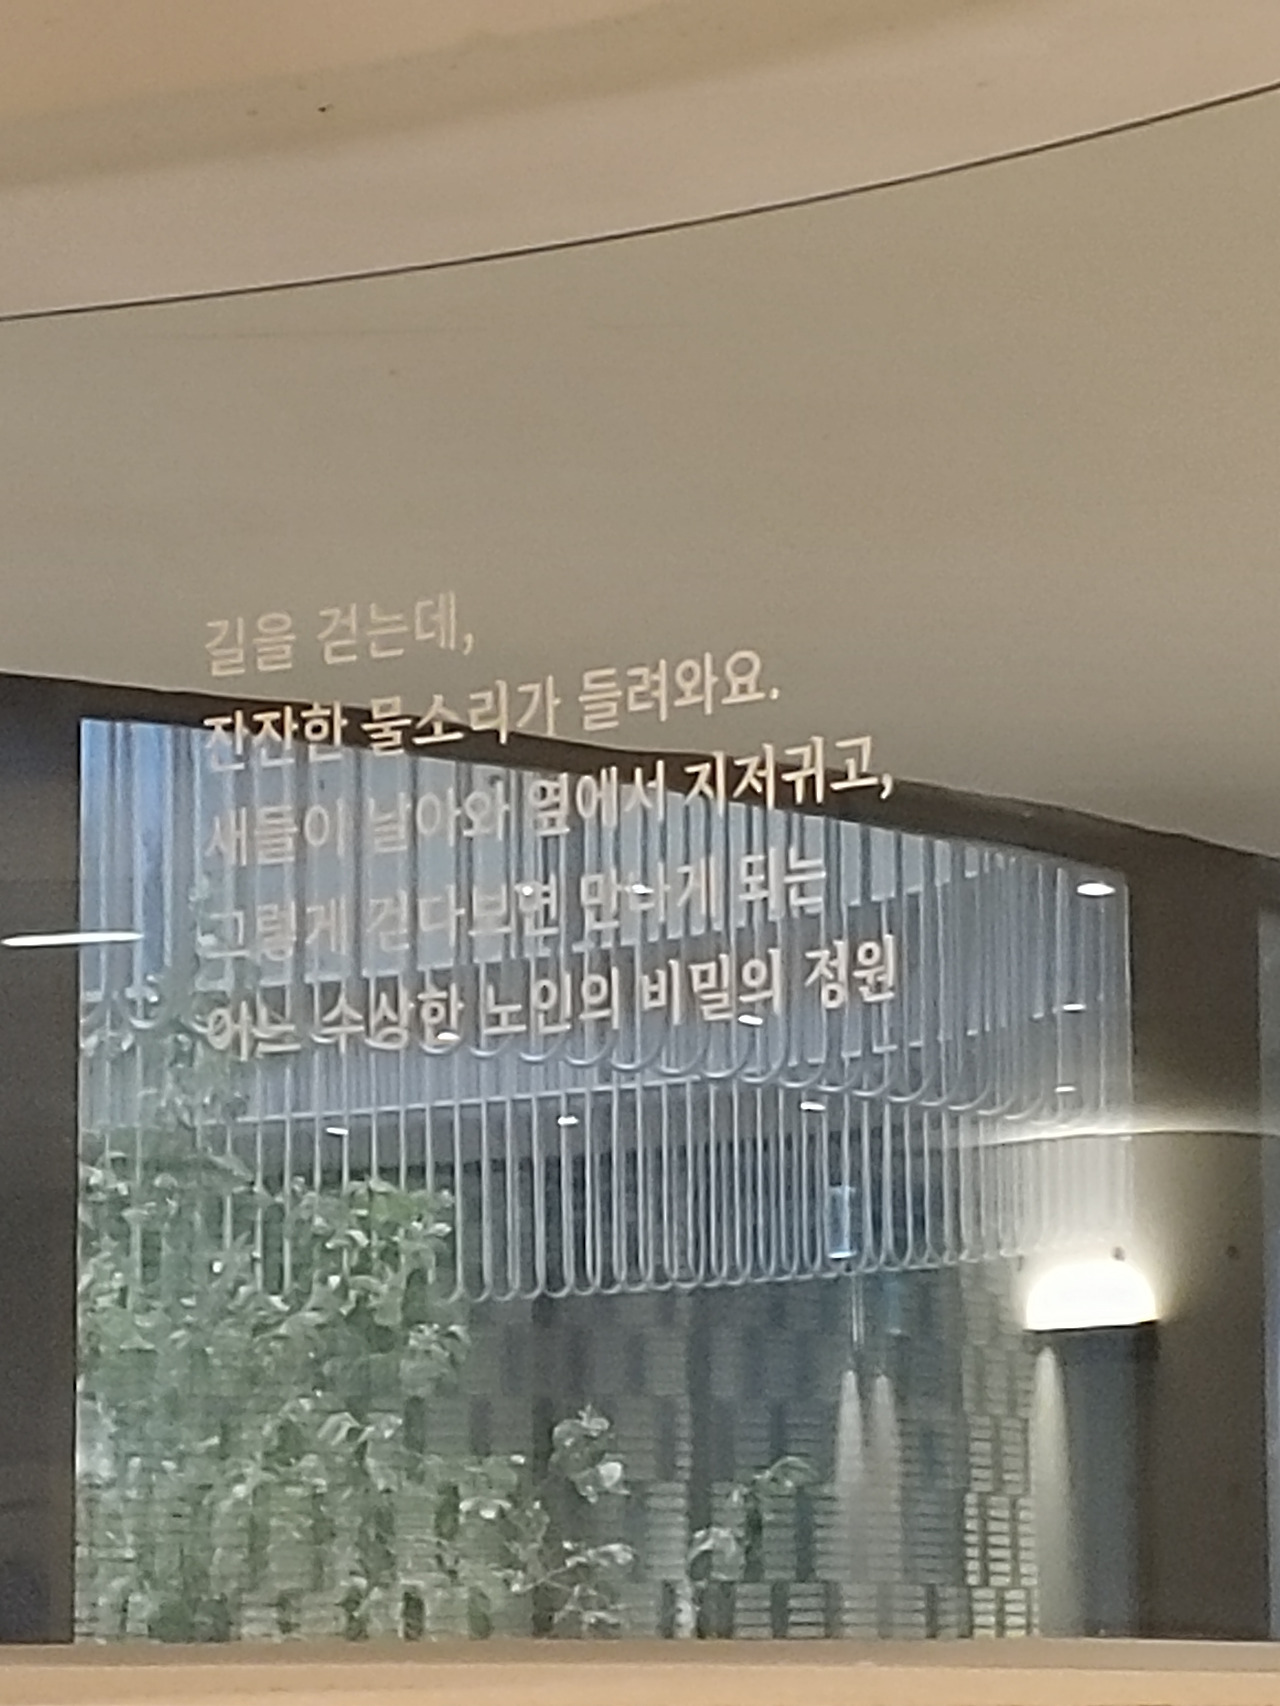 길을 걷는데,
잔잔한 물소리가 들려와요.
새들이 날아와 옆에서 지저귀고,
그렇게 걷다보면 만나게 되는
어느 수상한 노인의 비밀의 정원